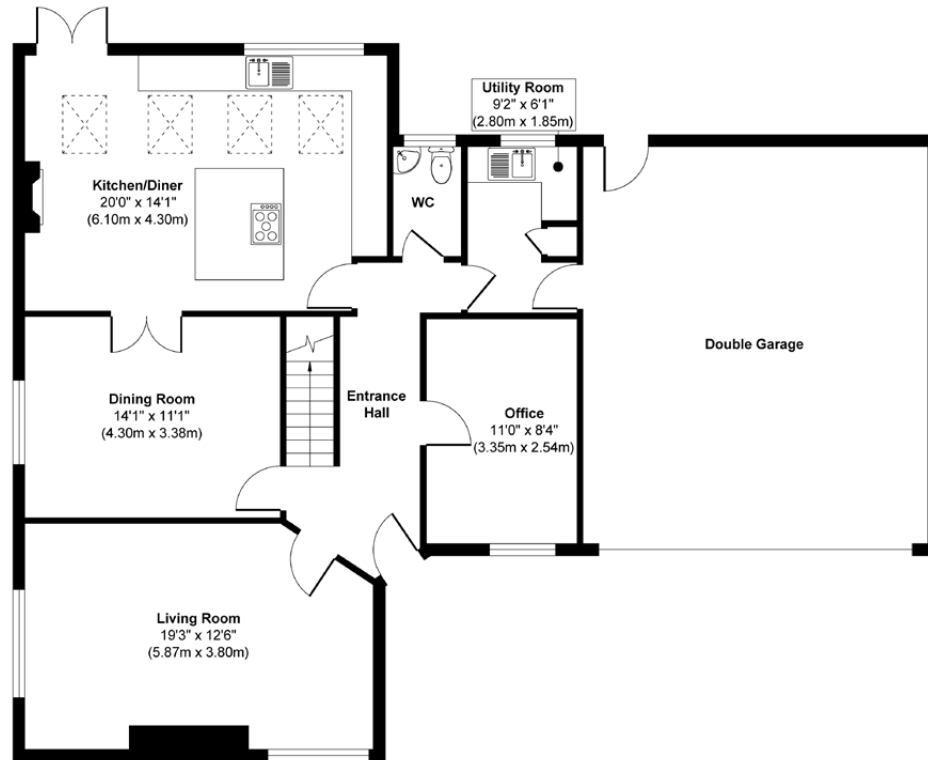 Utility Room
9'2" x 6'1"
(2.80m x 1.85m)
Kitchen/Diner
20'0" x 14'1"
(6.10m x 4.30m)
WC
Double Garage
Dining Room
14'1" x 11'1"
(4.30m x 3.38m)
Entrance
Hall
Office
11'0" x 8'4"
(3.35m x 2.54m)
Living Room
19'3" x 12'6"
(5.87m x 3.80m)